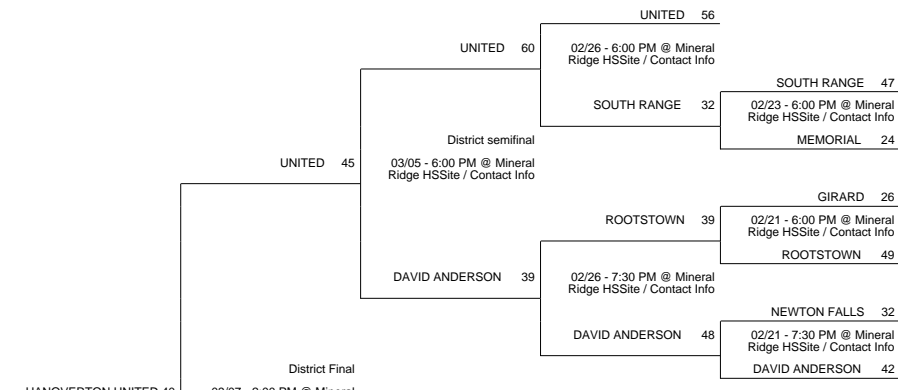 UNITED 56
UNITED 60
02/26 - 6:00 PM @ Mineral
Ridge HSSite / Contact Info
SOUTH RANGE 47
SOUTH RANGE 32
02/23 - 6:00 PM @ Mineral
Ridge HSSite / Contact Info
District semifinal
MEMORIAL 24
UNITED 45
03/05 - 6:00 PM @ Mineral
Ridge HSSite / Contact Info
GIRARD 26
ROOTSTOWN 39
02/21 - 6:00 PM @ Mineral
Ridge HSSite / Contact Info
ROOTSTOWN 49
DAVID ANDERSON 39
02/26 - 7:30 PM @ Mineral
Ridge HSSite / Contact Info
NEWTON FALLS 32
DAVID ANDERSON 48
02/21 - 7:30 PM @ Mineral
Ridge HSSite / Contact Info
District Final
DAVID ANDERSON 42
HANOVERTON UNITED
PM @ Mineral